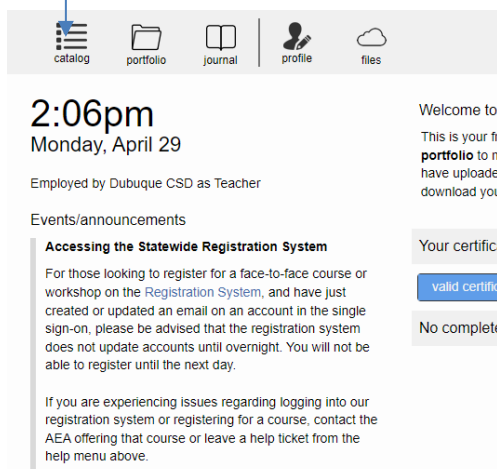 catalog portfolio journal profile files
2:06pm
Monday, April 29
Employed by Dubuque CSD as Teacher
Events/announcements
Accessing the Statewide Registration System
For those looking to register for a face-to-face course or
workshop on the Registration System, and have just
created or updated an email on an account in the single
sign-on, please be advised that the registration system
does not update accounts until overnight. You will not be
able to register until the next day.
If you are experiencing issues regarding logging into our
registration system or registering for a course, contact the
AEA offering that course or leave a help ticket from the
help menu above.
Welcome to
This is your
portfolio to
have
download
Your
valid
No